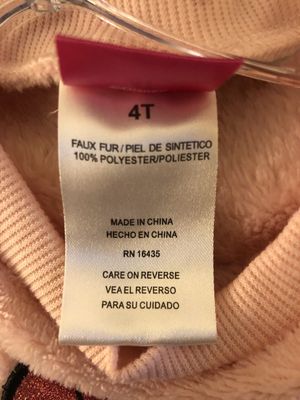 4T
FAUX FUR/PIEL DE SINTETICO
100% POLYESTER/POLIESTER
MADE IN CHINA
HECHO EN CHINA
RN 16435
CARE ON REVERSE
VEA EL REVERSO
PARA SU CUIDADO